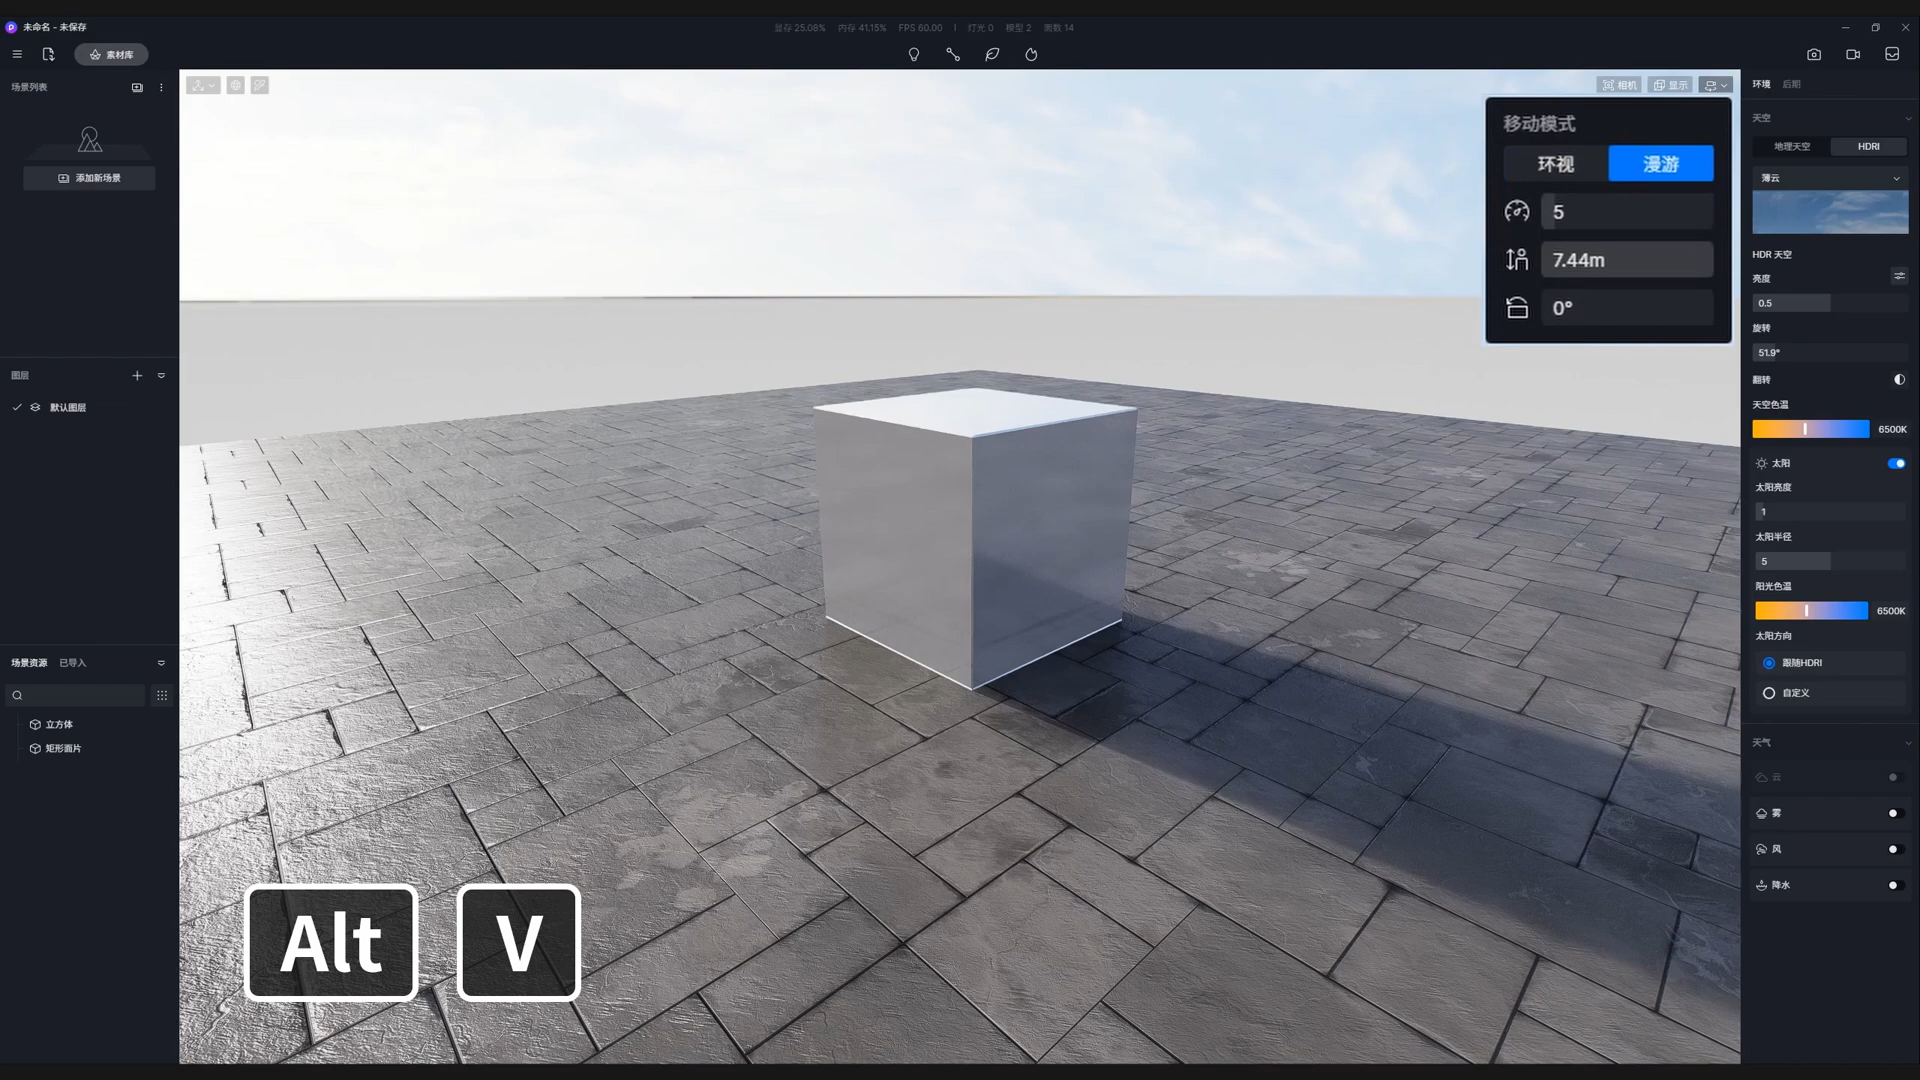 未命名 - 未保存
显存 25.08% 内存 41.15% FPS 60.00 灯光 0 模型 2 面数 14
素材库
场景列表
添加新场景
图层
默认图层
场景资源 已导入
立方体
矩形面片
相机 显示
移动模式
环视 漫游
5
7.44m
0°
Alt V
环境 后期
天空
地理天空 HDRI
薄云
HDR 天空
亮度
0.5
旋转
51.9°
翻转
天空色温
6500K
太阳
太阳亮度
1
太阳半径
5
阳光色温
6500K
太阳方向
跟随HDRI
自定义
天气
云
雾
风
降水